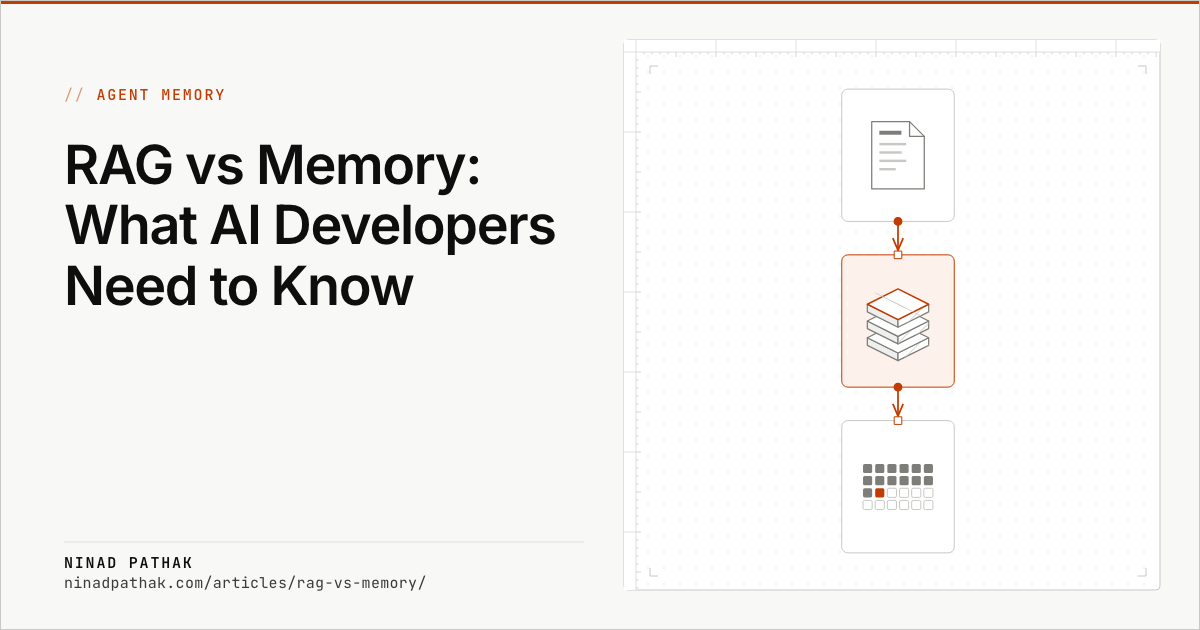 // AGENT MEMORY
RAG vs Memory:
What AI Developers
Need to Know
NINAD PATHAK
ninadpathak.com/articles/rag-vs-memory/